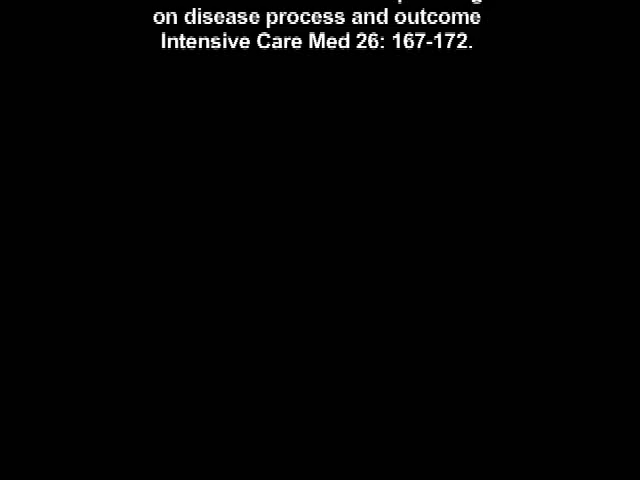 on disease process and outcome
Intensive Care Med 26: 167-172.